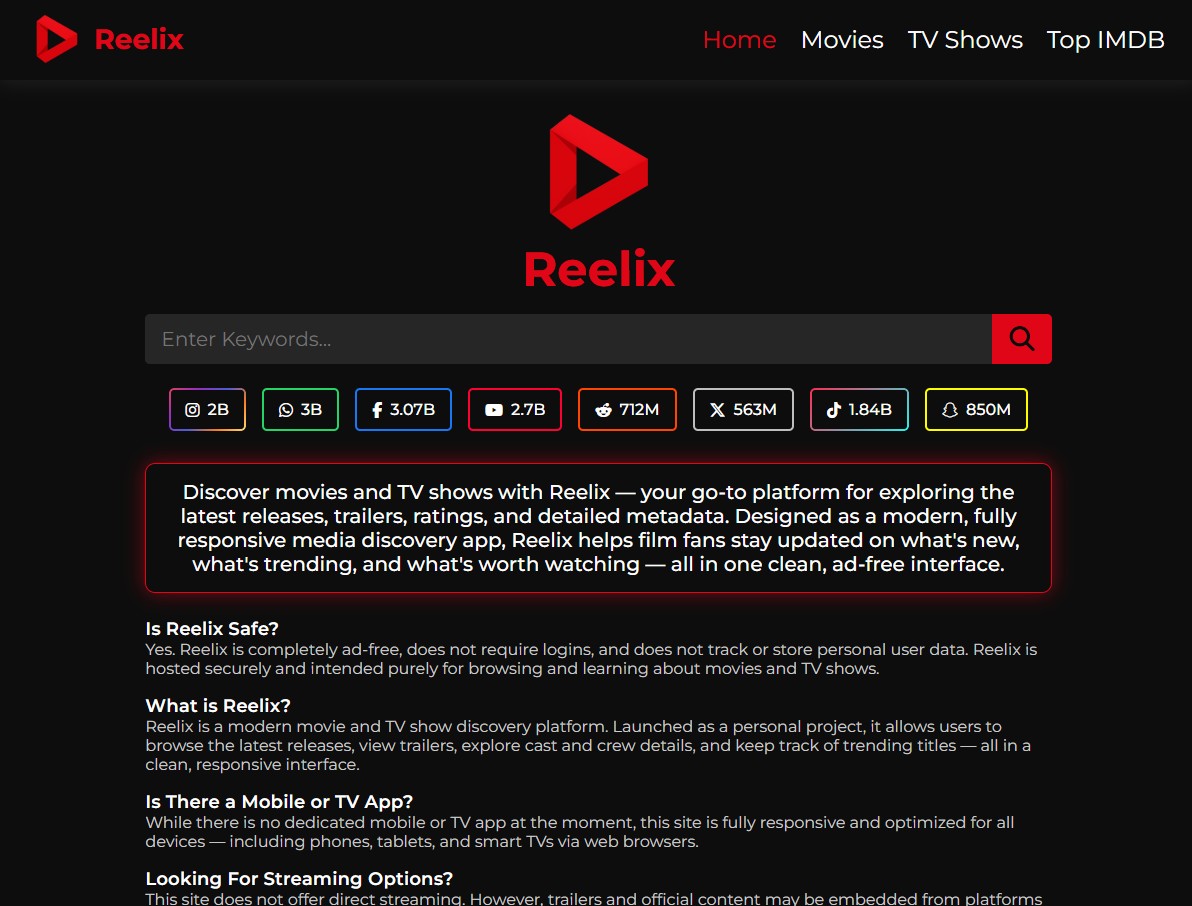 Reelix
Home Movies TV Shows Top IMDB
Reelix
Enter Keywords...
2B 3B 3.07B 2.7B 712M 563M 1.84B 850M
Discover movies and TV shows with Reelix — your go-to platform for exploring the
latest releases, trailers, ratings, and detailed metadata. Designed as a modern, fully
responsive media discovery app, Reelix helps film fans stay updated on what's new,
what's trending, and what's worth watching — all in one clean, ad-free interface.
Is Reelix Safe?
Yes. Reelix is completely ad-free, does not require logins, and does not track or store personal user data. Reelix is
hosted securely and intended purely for browsing and learning about movies and TV shows.
What is Reelix?
Reelix is a modern movie and TV show discovery platform. Launched as a personal project, it allows users to
browse the latest releases, view trailers, explore cast and crew details, and keep track of trending titles — all in a
clean, responsive interface.
Is There a Mobile or TV App?
While there is no dedicated mobile or TV app at the moment, this site is fully responsive and optimized for all
devices — including phones, tablets, and smart TVs via web browsers.
Looking For Streaming Options?
This site does not offer direct streaming. However, trailers and official content may be embedded from platforms